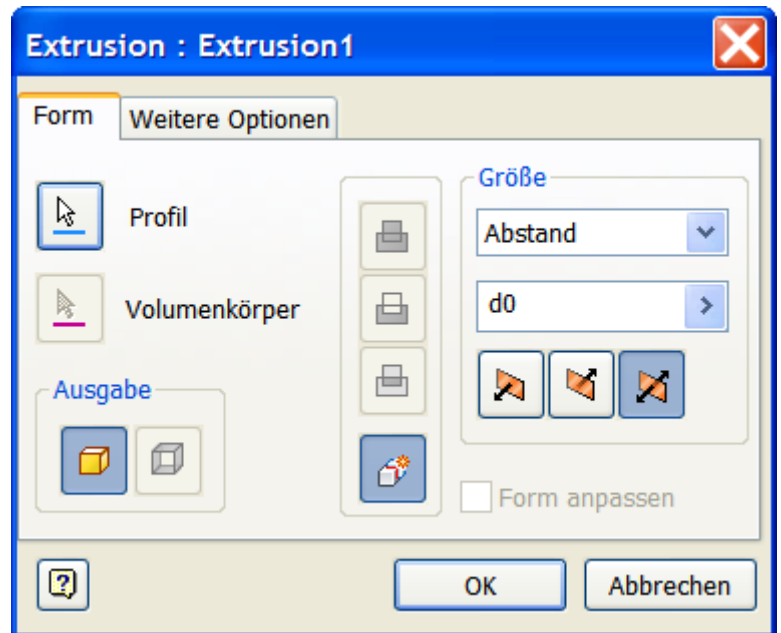 Extrusion : Extrusion1
Form
Weitere Optionen
Profil
Volumenkörper
Ausgabe
Größe
Abstand
d0
Form anpassen
OK
Abbrechen